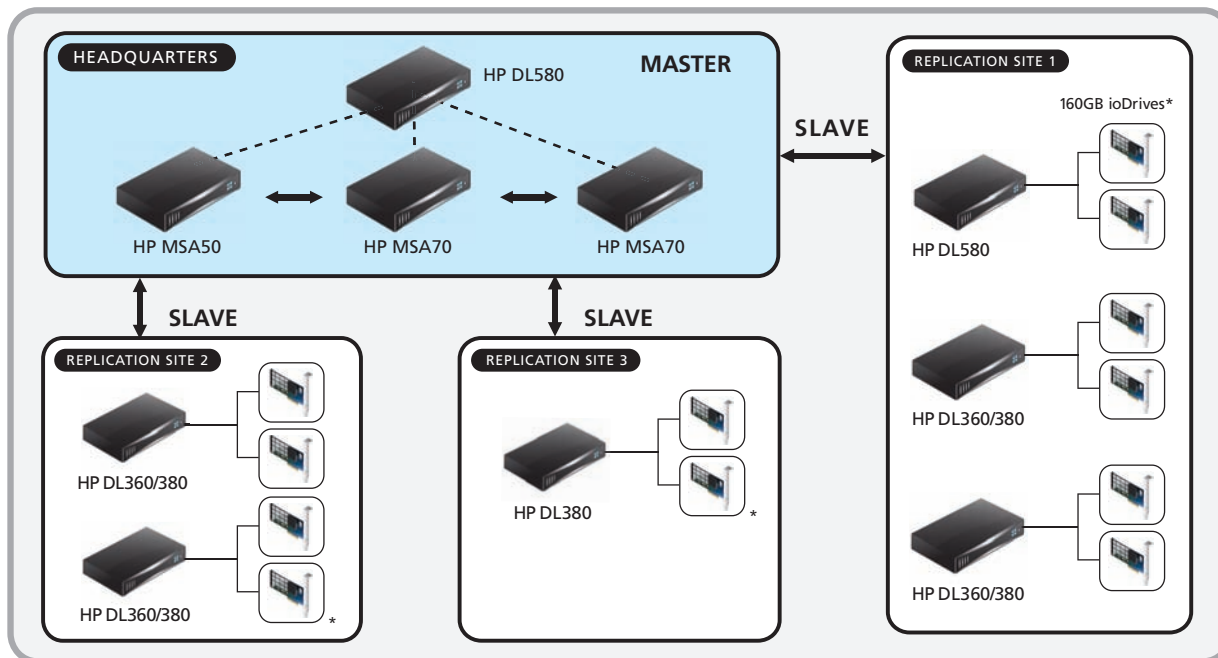 HEADQUARTERS
MASTER
HP DL580
HP MSA50
HP MSA70
HP MSA70
SLAVE
REPLICATION SITE 1
160GB ioDrives*
HP DL580
HP DL360/380
HP DL360/380
SLAVE
REPLICATION SITE 2
HP DL360/380
HP DL360/380
*
SLAVE
REPLICATION SITE 3
HP DL380
*